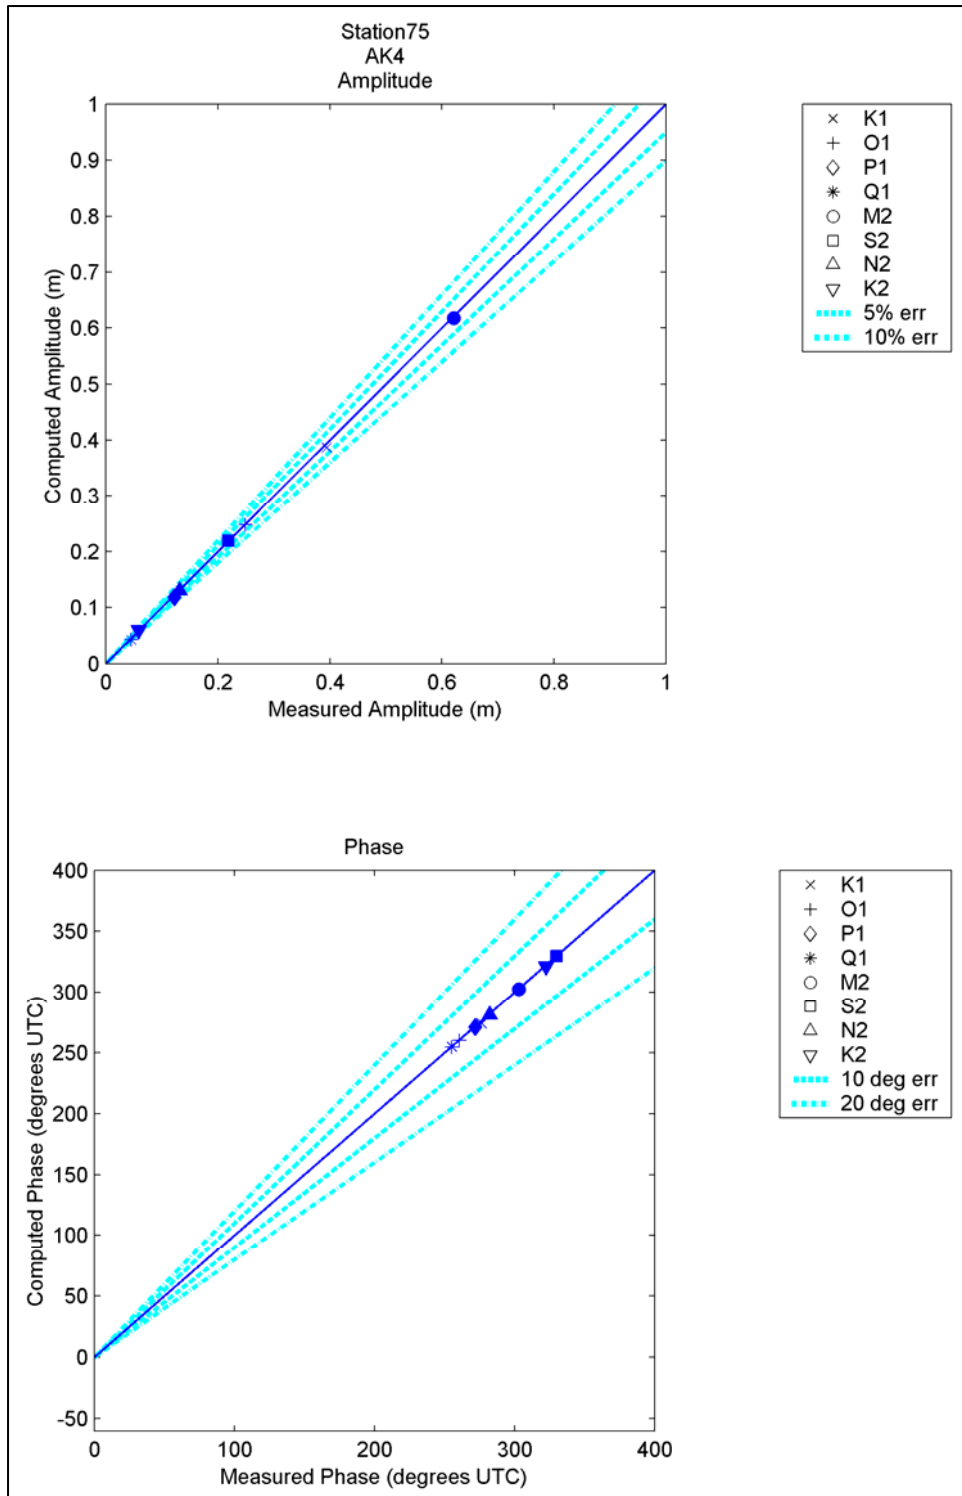 Station75
AK4
Amplitude
1
0.9
0.8
0.7
0.6
0.5
0.4
0.3
0.2
0.1
0
0 0.2 0.4 0.6 0.8 1
Computed Amplitude (m)
Measured Amplitude (m)
K1
O1
P1
Q1
M2
S2
N2
K2
5% err
10% err
Phase
400
350
300
250
200
150
100
50
0
-50
0 100 200 300 400
Computed Phase (degrees UTC)
Measured Phase (degrees UTC)
K1
O1
P1
Q1
M2
S2
N2
K2
10 deg err
20 deg err